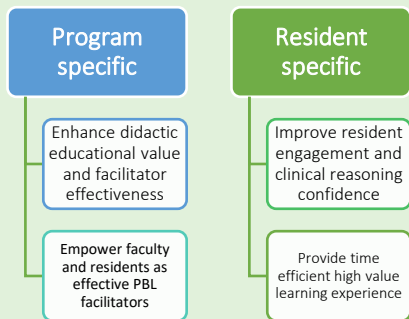 Program
specific
Enhance didactic
educational value
and facilitator
effectiveness
Empower faculty
and residents as
effective PBL
facilitators
Resident
specific
Improve resident
engagement and
clinical reasoning
confidence
Provide time
efficient high value
learning experience